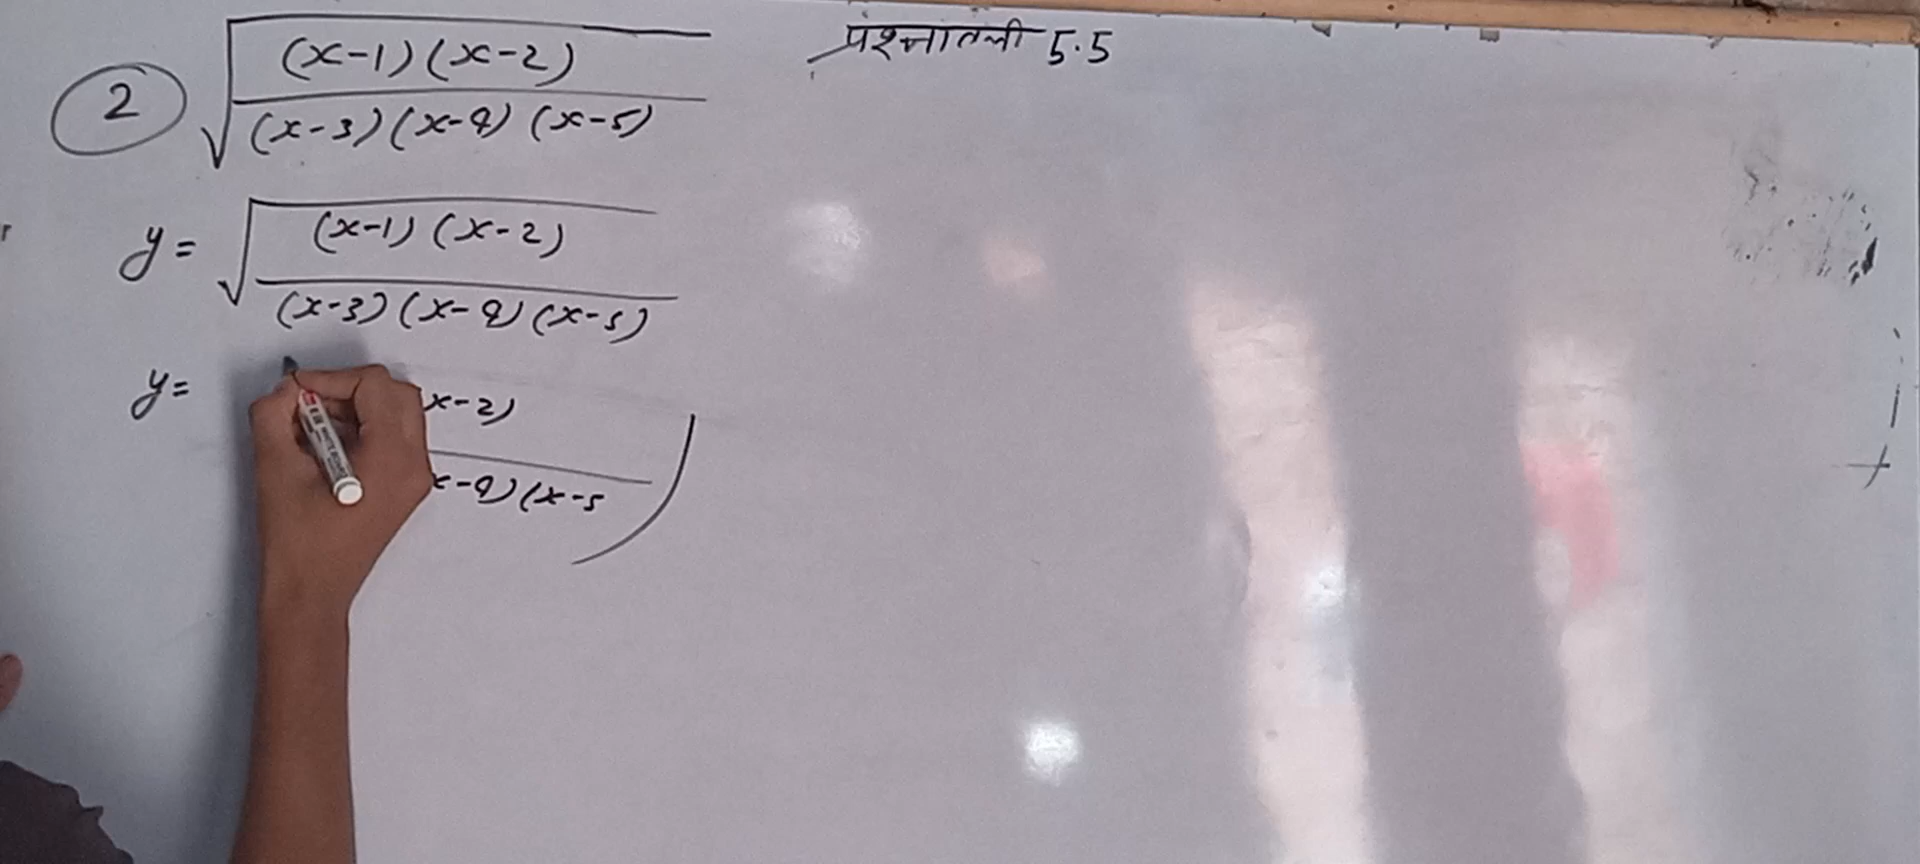 प्रश्नावली 5.5
2 √((x-1)(x-2) / (x-3)(x-4)(x-5))
y = √((x-1)(x-2) / (x-3)(x-4)(x-5))
y = x-2) / x-4)(x-5 )